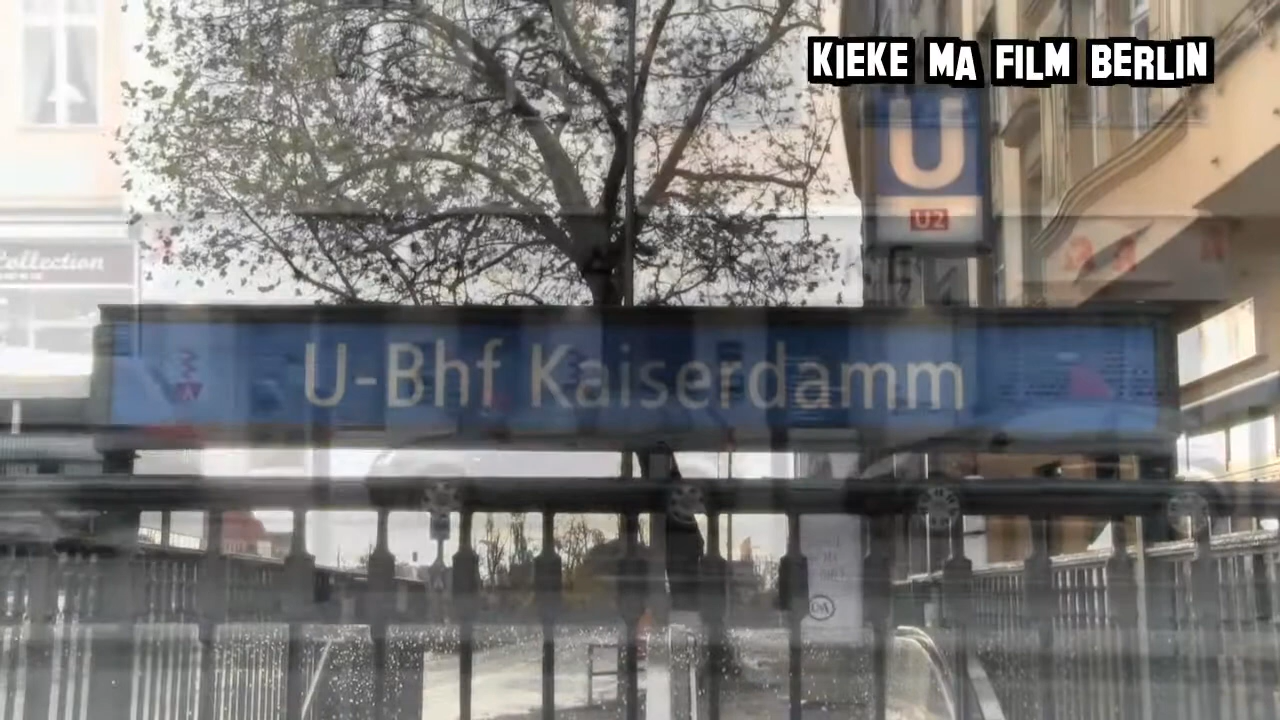 KIEKE MA FILM BERLIN
U
U2
Collection
U-Bhf Kaiserdamm
C&A